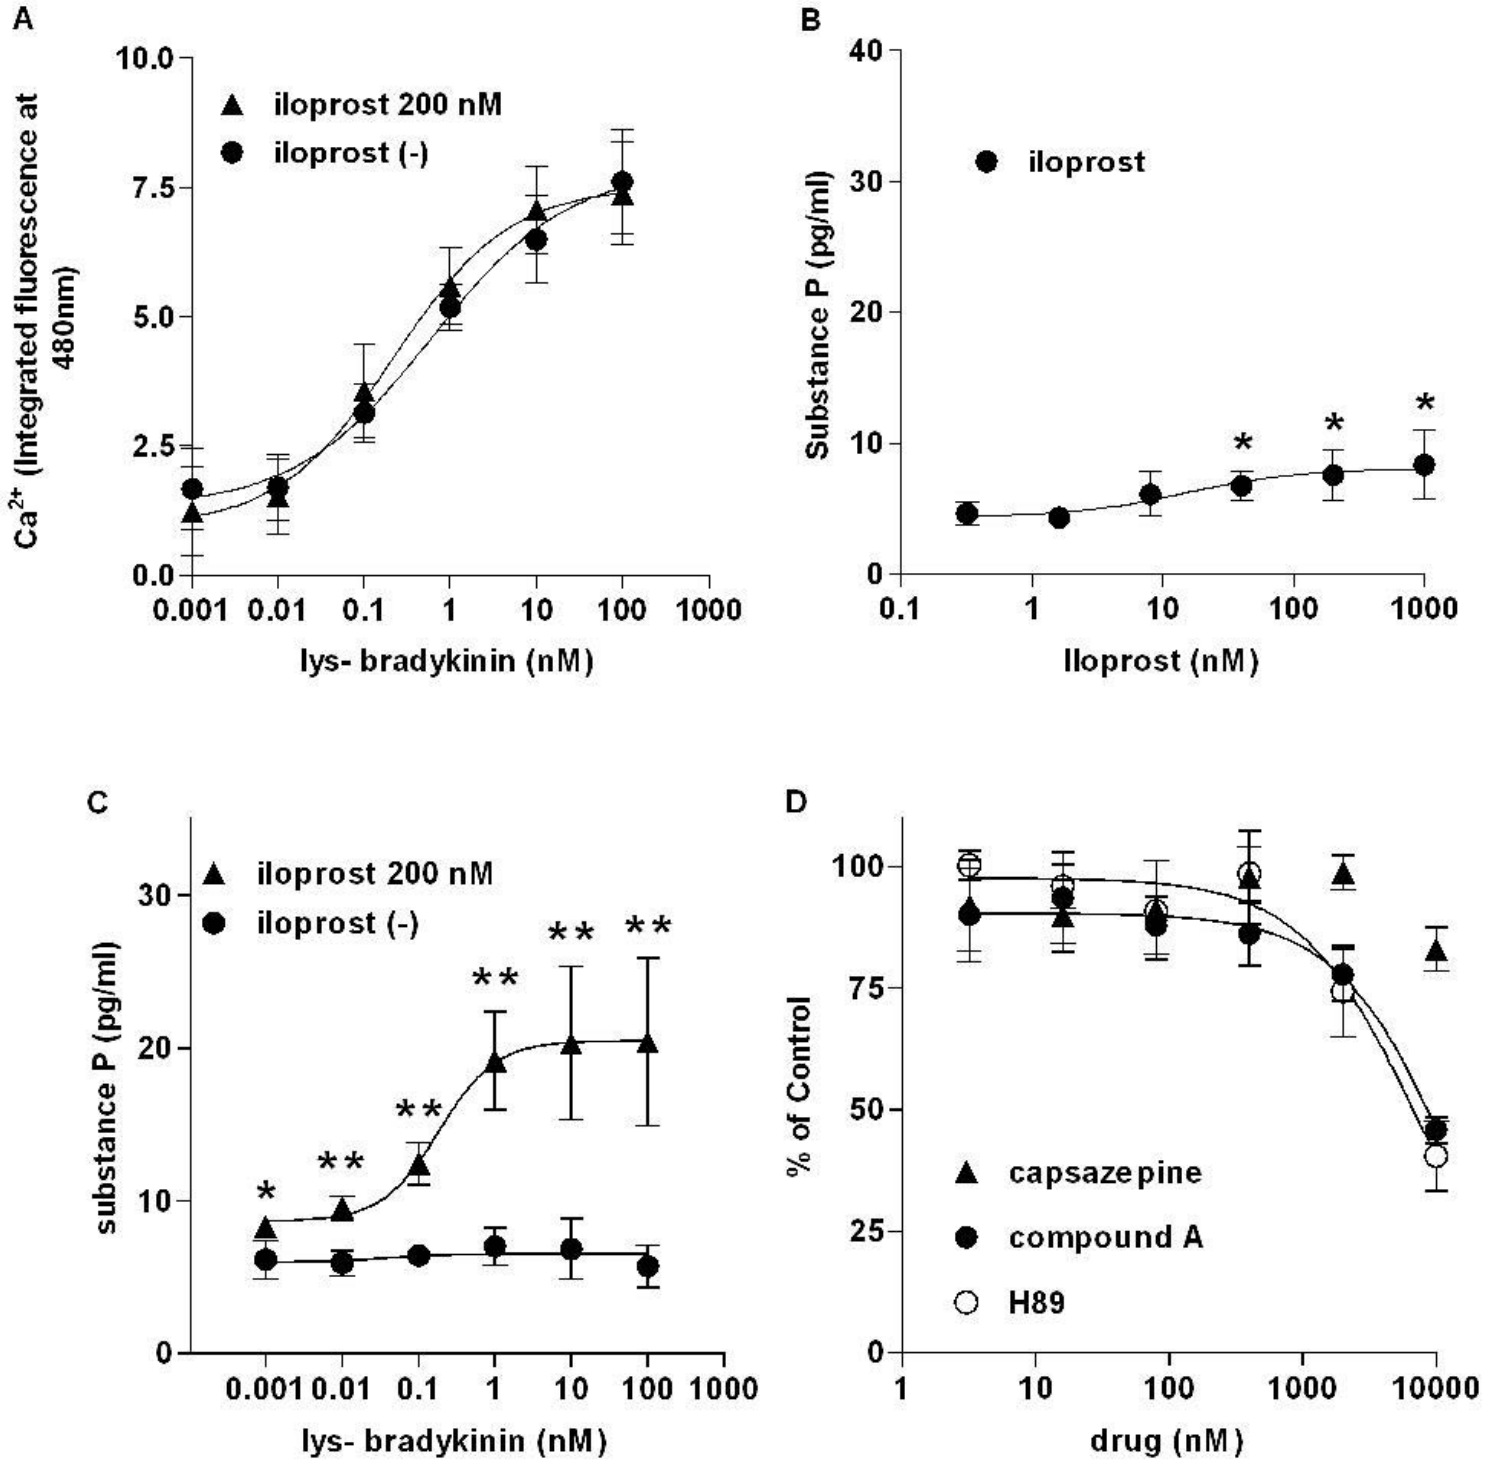 A
Ca2+ (Integrated fluorescence at
480nm)
10.0
7.5
5.0
2.5
0.0
iloprost 200 nM
iloprost (-)
0.001 0.01 0.1 1 10 100 1000
lys- bradykinin (nM)
B
Substance P (pg/ml)
40
30
20
10
0
iloprost
* * *
0.1 1 10 100 1000
Iloprost (nM)
C
substance P (pg/ml)
30
20
10
0
iloprost 200 nM
iloprost (-)
* ** ** ** ** **
0.001 0.01 0.1 1 10 100 1000
lys- bradykinin (nM)
D
% of Control
100
75
50
25
0
capsazepine
compound A
H89
1 10 100 1000 10000
drug (nM)